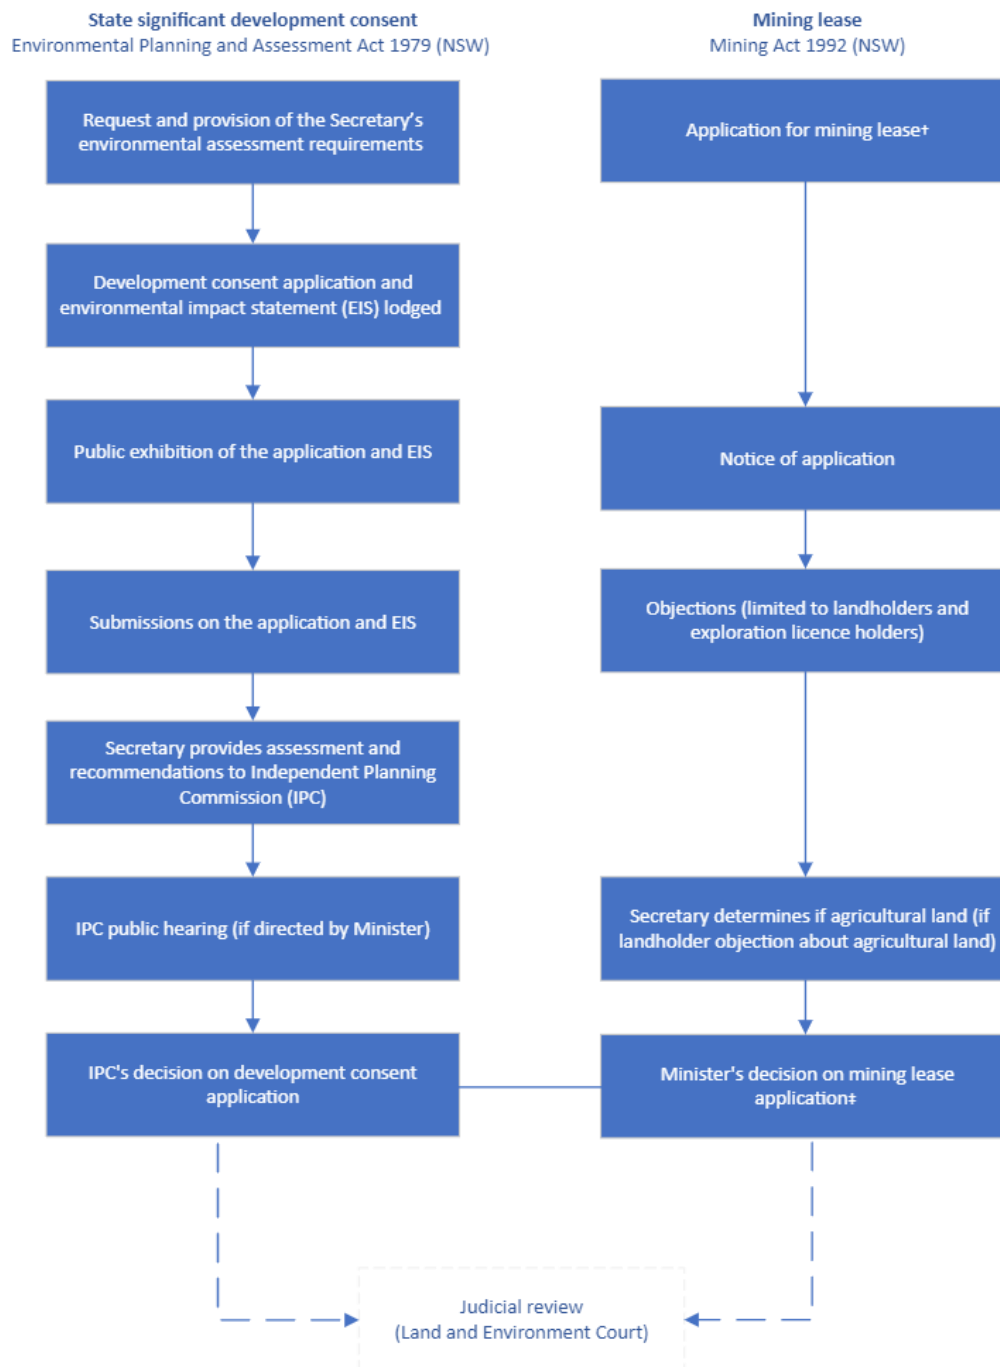 State significant development consent
Environmental Planning and Assessment Act 1979 (NSW)
Request and provision of the Secretary's
environmental assessment requirements
Development consent application and
environmental impact statement (EIS) lodged
Public exhibition of the application and EIS
Submissions on the application and EIS
Secretary provides assessment and
recommendations to Independent Planning
Commission (IPC)
IPC public hearing (if directed by Minister)
IPC's decision on development consent
application
Mining lease
Mining Act 1992 (NSW)
Application for mining lease†
Notice of application
Objections (limited to landholders and
exploration licence holders)
Secretary determines if agricultural land (if
landholder objection about agricultural land)
Minister's decision on mining lease
application‡
Judicial review
(Land and Environment Court)